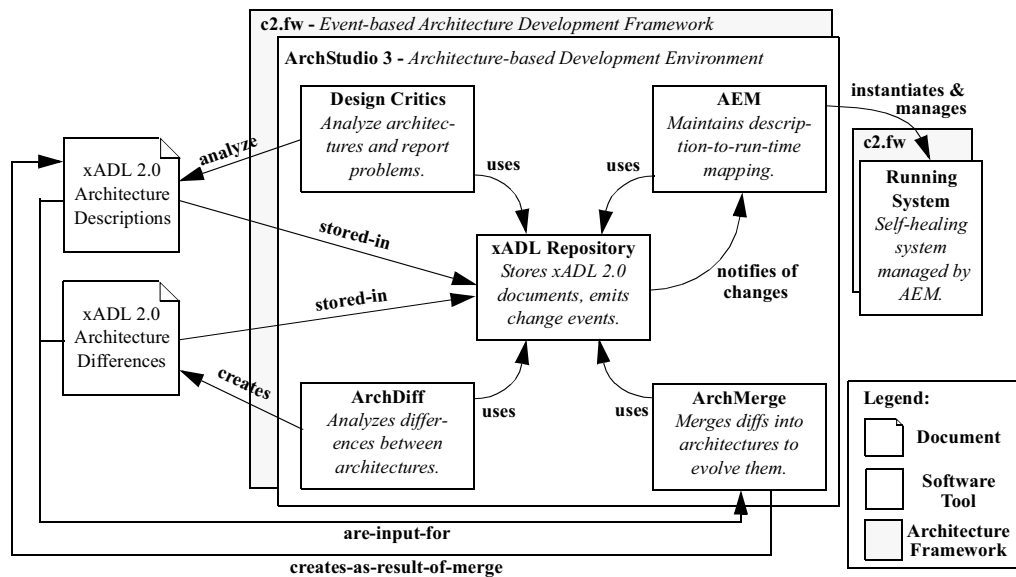 c2.fw - Event-based Architecture Development Framework
ArchStudio 3 - Architecture-based Development Environment
Design Critics
Analyze architec-
tures and report
problems.
AEM
Maintains descrip-
tion-to-run-time
mapping.
instantiates &
manages
c2.fw
Running
System
Self-healing
system
managed by
AEM.
analyze
xADL 2.0
Architecture
Descriptions
uses
uses
stored-in
xADL Repository
Stores xADL 2.0
documents, emits
change events.
notifies of
changes
stored-in
xADL 2.0
Architecture
Differences
creates
ArchDiff
Analyzes differ-
ences between
architectures.
uses
uses
ArchMerge
Merges diffs into
architectures to
evolve them.
Legend:
Document
Software
Tool
Architecture
Framework
are-input-for
creates-as-result-of-merge